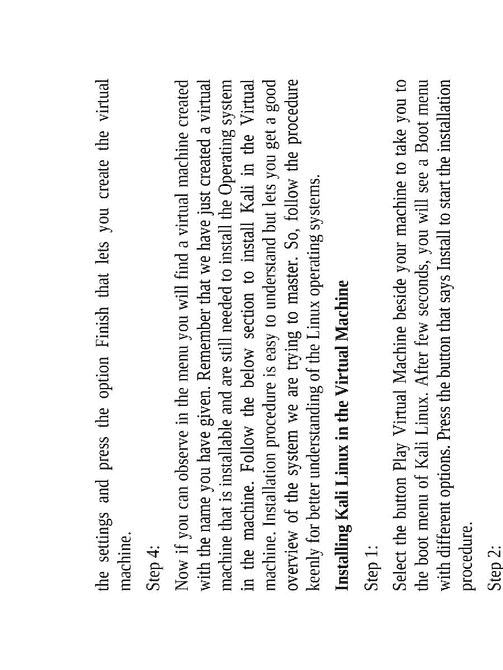 the settings and press the option Finish that lets you create the virtual
machine.
Step 4:
Now if you can observe in the menu you will find a virtual machine created
with the name you have given. Remember that we have just created a virtual
machine that is installable and are still needed to install the Operating system
in the machine. Follow the below section to install Kali in the Virtual
machine. Installation procedure is easy to understand but lets you get a good
overview of the system we are trying to master. So, follow the procedure
keenly for better understanding of the Linux operating systems.
Installing Kali Linux in the Virtual Machine
Step 1:
Select the button Play Virtual Machine beside your machine to take you to
the boot menu of Kali Linux. After few seconds, you will see a Boot menu
with different options. Press the button that says Install to start the installation
procedure.
Step 2: